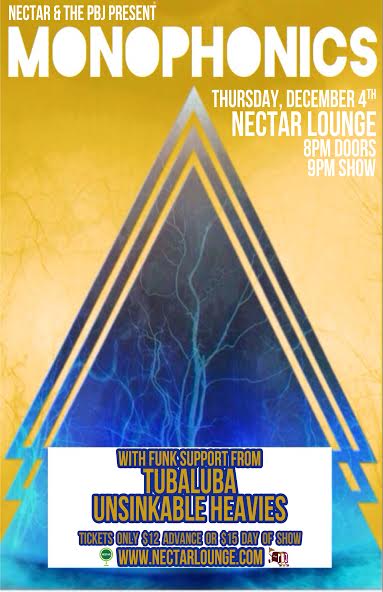 NECTAR & THE PBJ PRESENT
MONOPHONICS
THURSDAY, DECEMBER 4TH
NECTAR LOUNGE
8PM DOORS
9PM SHOW
WITH FUNK SUPPORT FROM
TUBALUBA
UNSINKABLE HEAVIES
TICKETS ONLY $12 ADVANCE OR $15 DAY OF SHOW
WWW.NECTARLOUNGE.COM